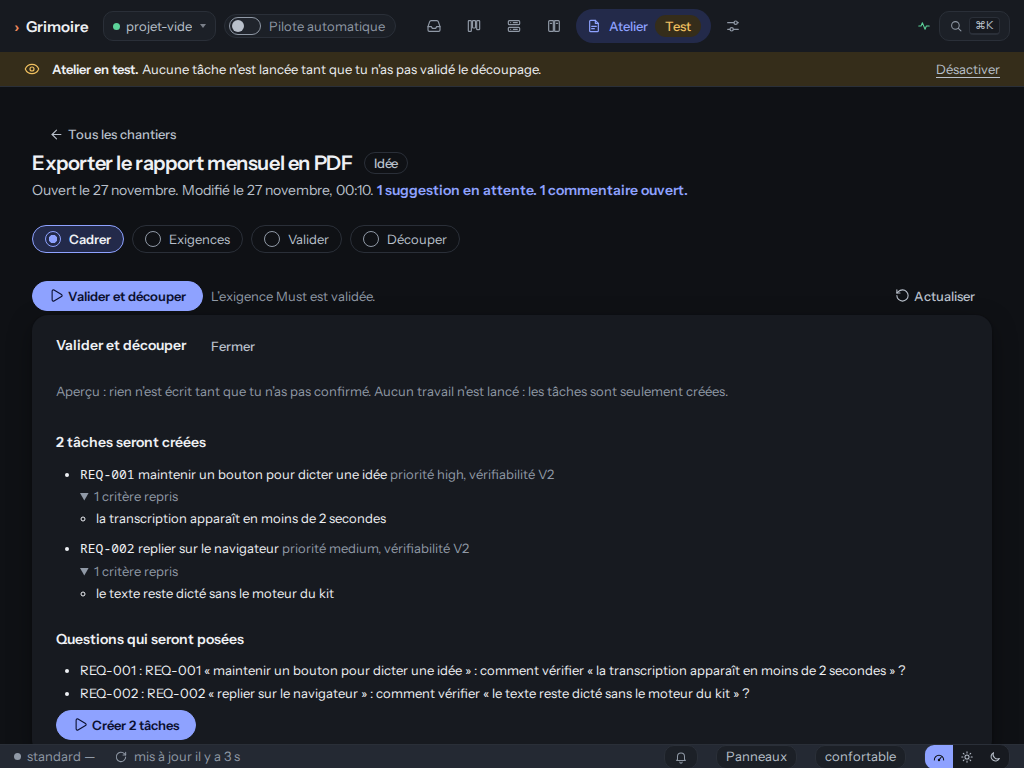 › Grimoire projet-vide Pilote automatique Atelier Test ⌘K
Atelier en test. Aucune tâche n'est lancée tant que tu n'as pas validé le découpage. Désactiver
← Tous les chantiers
Exporter le rapport mensuel en PDF Idée
Ouvert le 27 novembre. Modifié le 27 novembre, 00:10. 1 suggestion en attente. 1 commentaire ouvert.
Cadrer Exigences Valider Découper
Valider et découper L'exigence Must est validée. Actualiser
Valider et découper Fermer
Aperçu : rien n'est écrit tant que tu n'as pas confirmé. Aucun travail n'est lancé : les tâches sont seulement créées.
2 tâches seront créées
• REQ-001 maintenir un bouton pour dicter une idée priorité high, vérifiabilité V2
▼ 1 critère repris
◦ la transcription apparaît en moins de 2 secondes
• REQ-002 replier sur le navigateur priorité medium, vérifiabilité V2
▼ 1 critère repris
◦ le texte reste dicté sans le moteur du kit
Questions qui seront posées
• REQ-001 : REQ-001 « maintenir un bouton pour dicter une idée » : comment vérifier « la transcription apparaît en moins de 2 secondes » ?
• REQ-002 : REQ-002 « replier sur le navigateur » : comment vérifier « le texte reste dicté sans le moteur du kit » ?
Créer 2 tâches
standard — mis à jour il y a 3 s Panneaux confortable